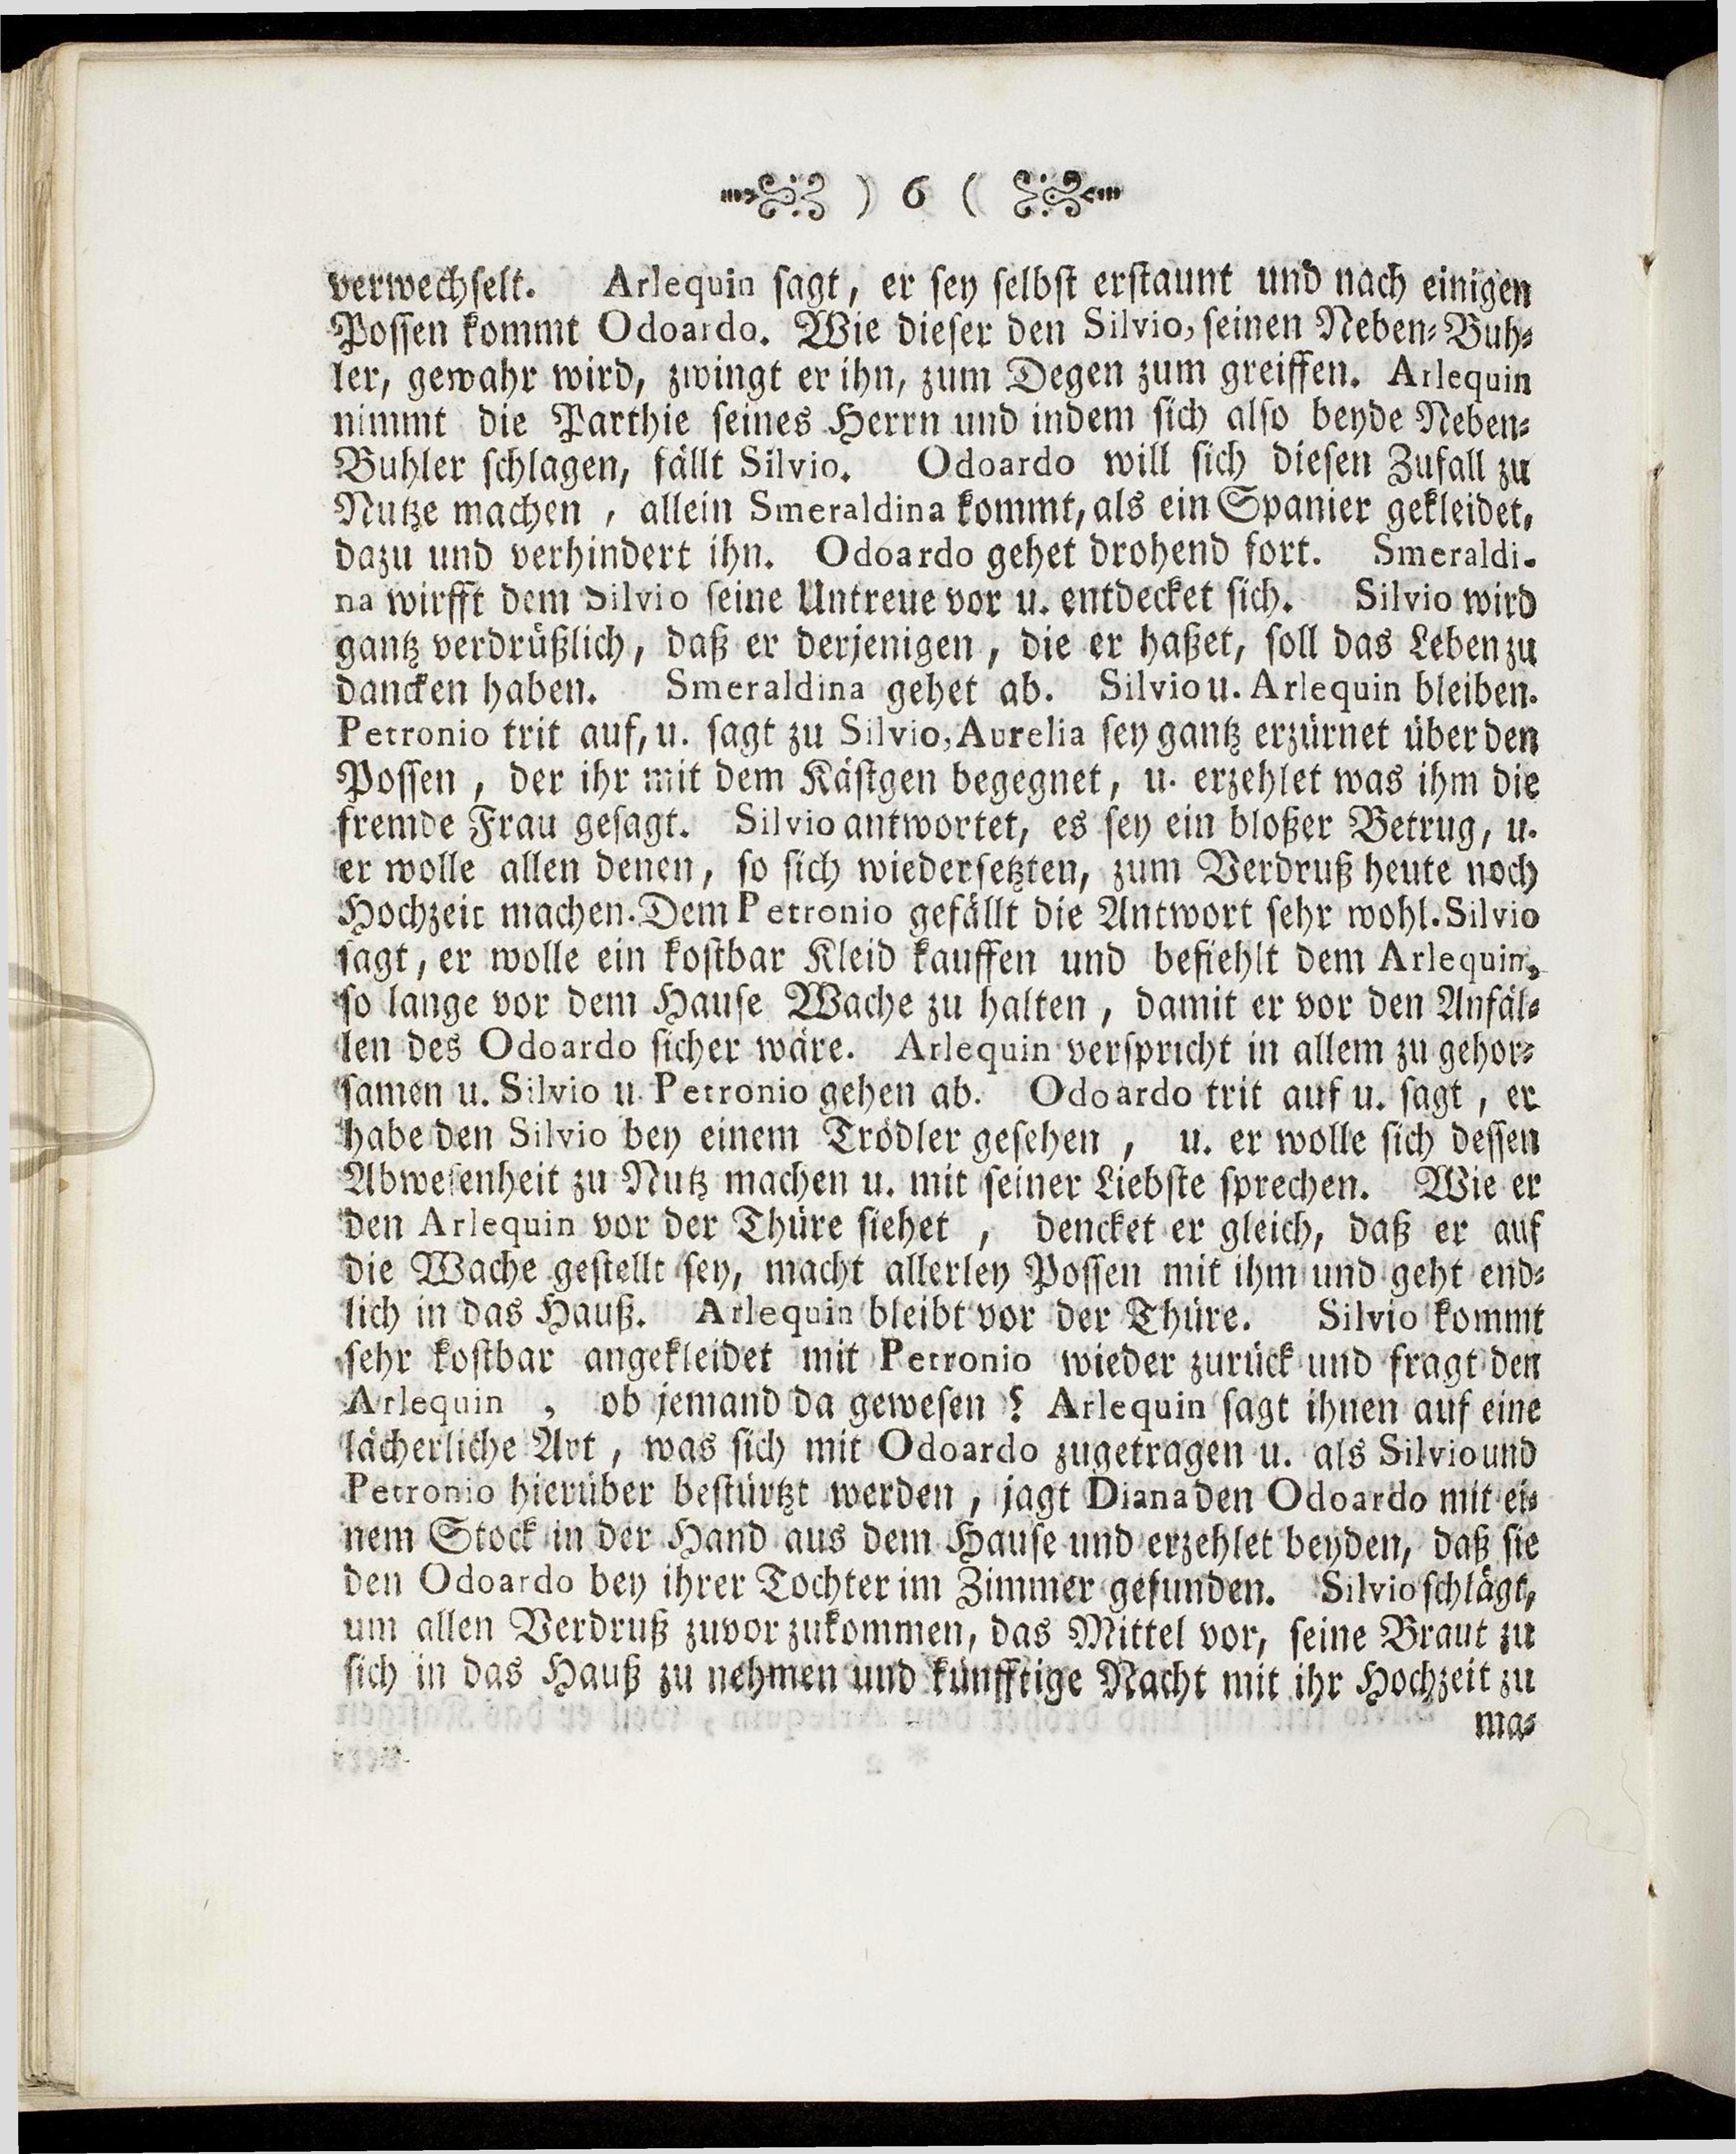 ) 6 (
verwechselt. Arlequin sagt, er sey selbst erstaunt und nach einigen
Possen kommt Odoardo. Wie dieser den Silvio, seinen Neben-Buh-
ler, gewahr wird, zwingt er ihn, zum Degen zum greiffen. Arlequin
nimmt die Parthie seines Herrn und indem sich also beyde Neben-
Buhler schlagen, fällt Silvio. Odoardo will sich diesen Zufall zu
Nutze machen, allein Smeraldina kommt, als ein Spanier gekleidet,
dazu und verhindert ihn. Odoardo gehet drohend fort. Smeraldi-
na wirfft dem Silvio seine Untreue vor u. entdecket sich. Silvio wird
gantz verdrüßlich, daß er derjenigen, die er haßet, soll das Leben zu
dancken haben. Smeraldina gehet ab. Silvio u. Arlequin bleiben.
Petronio trit auf, u. sagt zu Silvio, Aurelia sey gantz erzürnet über den
Possen, der ihr mit dem Kästgen begegnet, u. erzehlet was ihm die
fremde Frau gesagt. Silvio antwortet, es sey ein bloßer Betrug, u.
er wolle allen denen, so sich wiedersetzten, zum Verdruß heute noch
Hochzeit machen. Dem Petronio gefällt die Antwort sehr wohl. Silvio
sagt, er wolle ein kostbar Kleid kauffen und befiehlt dem Arlequin,
so lange vor dem Hause Wache zu halten, damit er vor den Anfäl-
len des Odoardo sicher wäre. Arlequin verspricht in allem zu gehor-
samen u. Silvio u. Petronio gehen ab. Odoardo trit auf u. sagt, er
habe den Silvio bey einem Trödler gesehen, u. er wolle sich dessen
Abwesenheit zu Nutz machen u. mit seiner Liebste sprechen. Wie er
den Arlequin vor der Thüre siehet, dencket er gleich, daß er auf
die Wache gestellt sey, macht allerley Possen mit ihm und geht end-
lich in das Hauß. Arlequin bleibt vor der Thüre. Silvio kommt
sehr kostbar angekleidet mit Petronio wieder zurück und fragt den
Arlequin, ob jemand da gewesen? Arlequin sagt ihnen auf eine
lächerliche Art, was sich mit Odoardo zugetragen u. als Silvio und
Petronio hierüber bestürtzt werden, jagt Diana den Odoardo mit ei-
nem Stock in der Hand aus dem Hause und erzehlet beyden, daß sie
den Odoardo bey ihrer Tochter im Zimmer gefunden. Silvio schlägt,
um allen Verdruß zuvor zukommen, das Mittel vor, seine Braut zu
sich in das Hauß zu nehmen und künfftige Nacht mit ihr Hochzeit zu
ma-